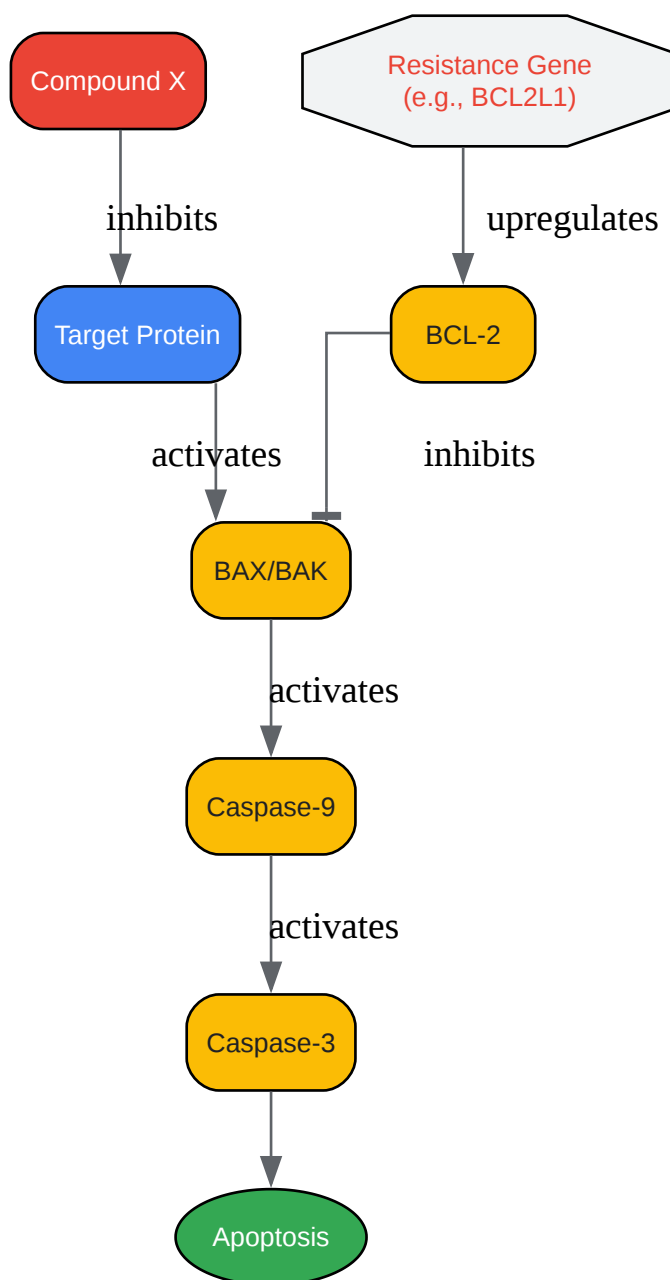 Compound X
Resistance Gene
(e.g., BCL2L1)
inhibits
upregulates
Target Protein
BCL-2
activates
inhibits
BAX/BAK
activates
Caspase-9
activates
Caspase-3
Apoptosis